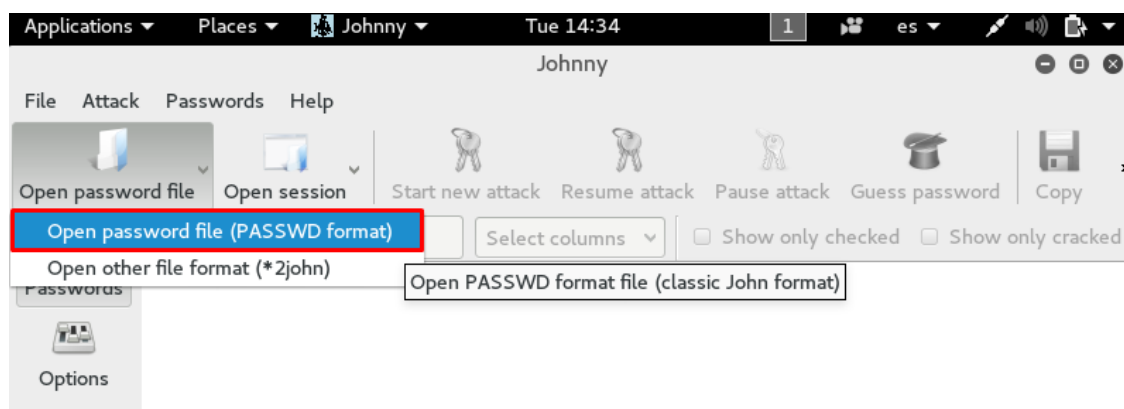 Applications Places Johnny Tue 14:34 1 es
Johnny
File Attack Passwords Help
Open password file Open session Start new attack Resume attack Pause attack Guess password Copy
Open password file (PASSWD format) Select columns Show only checked Show only cracked
Open other file format (*2john)
Open PASSWD format file (classic John format)
Passwords
Options